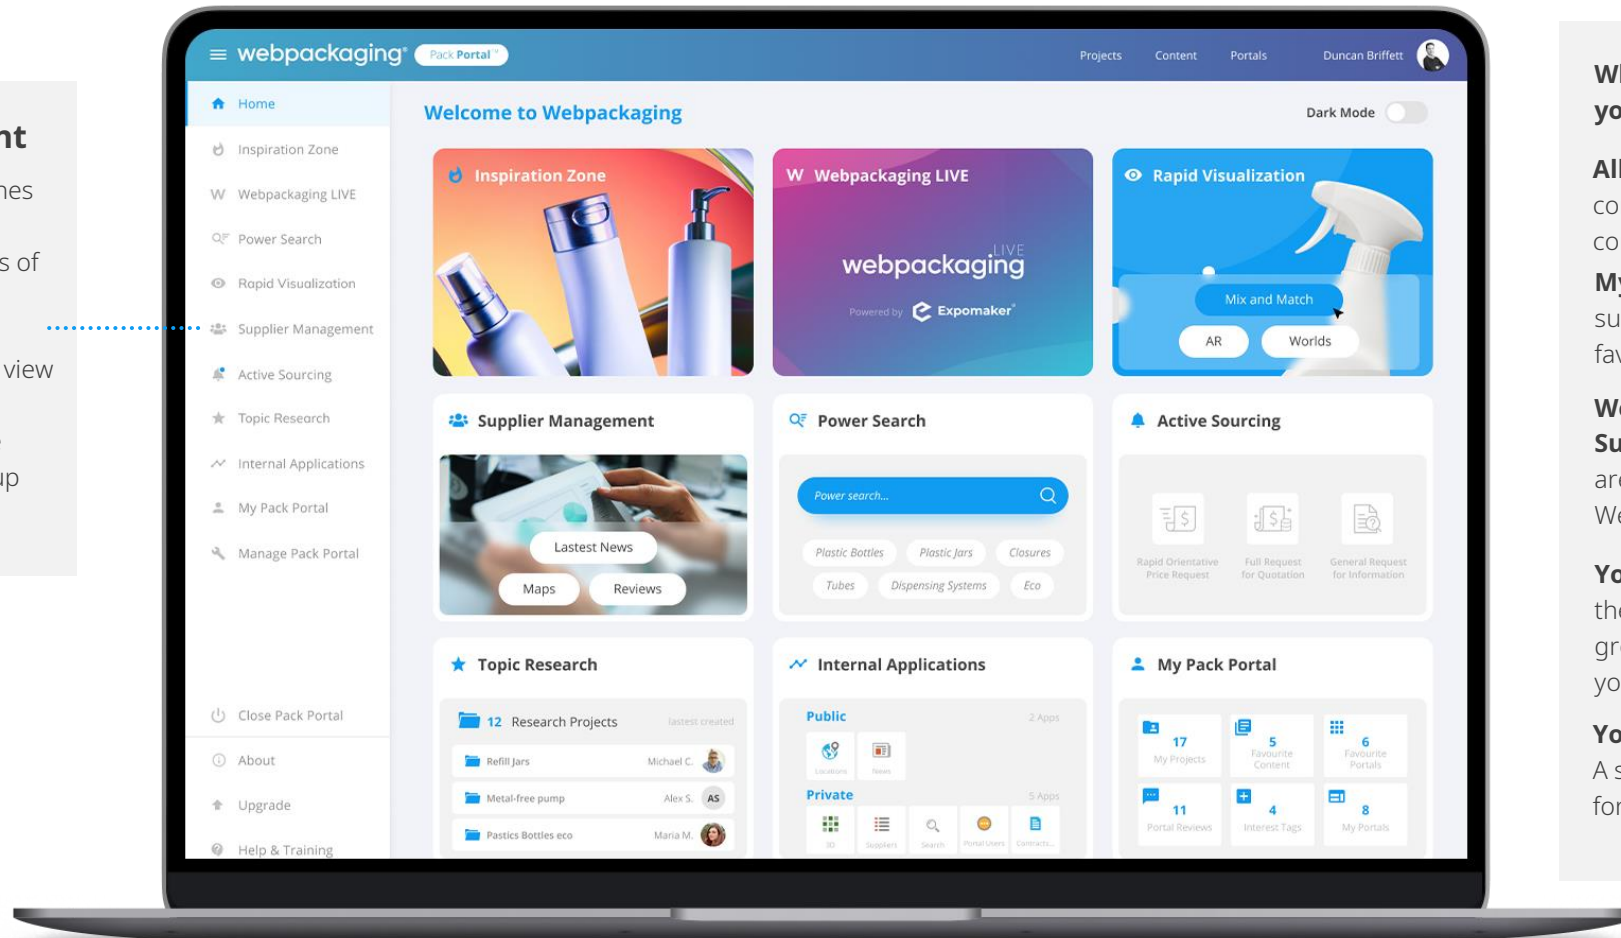 nt
nes
s of
view
up
webpackaging® Pack Portal™
Projects Content Portals Duncan Briffett
Home
Inspiration Zone
Webpackaging LIVE
Power Search
Rapid Visualization
Supplier Management
Active Sourcing
Topic Research
Internal Applications
My Pack Portal
Manage Pack Portal
Close Pack Portal
About
Upgrade
Help & Training
Welcome to Webpackaging
Dark Mode
Inspiration Zone
W Webpackaging LIVE
LIVE
webpackaging
Powered by Expomaker®
Rapid Visualization
Mix and Match
AR Worlds
Supplier Management
Lastest News
Maps Reviews
Power Search
Power search...
Plastic Bottles Plastic Jars Closures
Tubes Dispensing Systems Eco
Active Sourcing
Rapid Orientative
Price Request
Full Request
for Quotation
General Request
for Information
Topic Research
12 Research Projects lastest created
Refill Jars Michael C.
Metal-free pump Alex S. AS
Pastics Bottles eco Maria M.
Internal Applications
Public 2 Apps
Locations News
Private 5 Apps
3D Suppliers Search Portal Users Contracts...
My Pack Portal
17
My Projects
5
Favourite
Content
6
Favourite
Portals
11
Portal Reviews
4
Interest Tags
8
My Portals
yo
All
co
co
My
su
fav
We
Su
are
We
Yo
the
gre
yo
Yo
A s
for